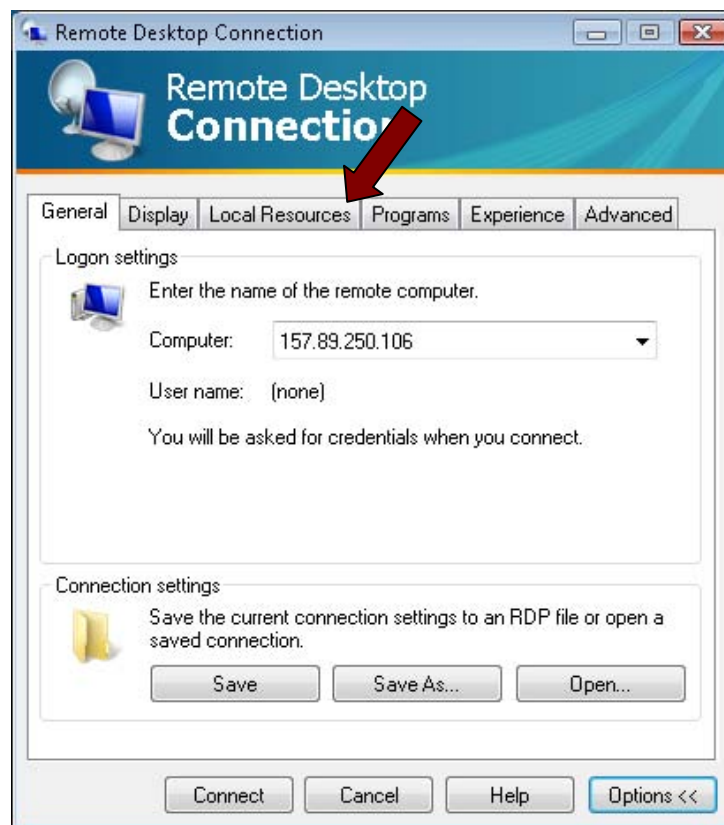 Remote Desktop Connection
Remote Desktop
Connection
General Display Local Resources Programs Experience Advanced
Logon settings
Enter the name of the remote computer.
Computer: 157.89.250.106
User name: (none)
You will be asked for credentials when you connect.
Connection settings
Save the current connection settings to an RDP file or open a
saved connection.
Save Save As... Open...
Connect Cancel Help Options <<